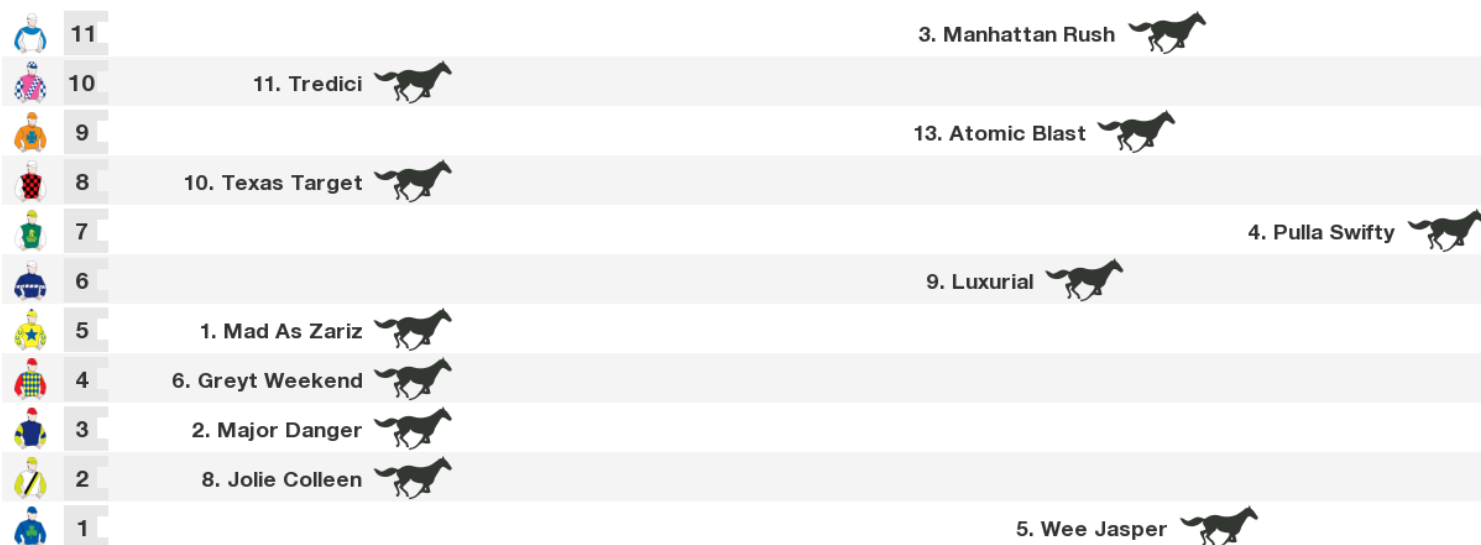 11 3. Manhattan Rush
10 11. Tredici
9 13. Atomic Blast
8 10. Texas Target
7 4. Pulla Swifty
6 9. Luxurial
5 1. Mad As Zariz
4 6. Greyt Weekend
3 2. Major Danger
2 8. Jolie Colleen
1 5. Wee Jasper